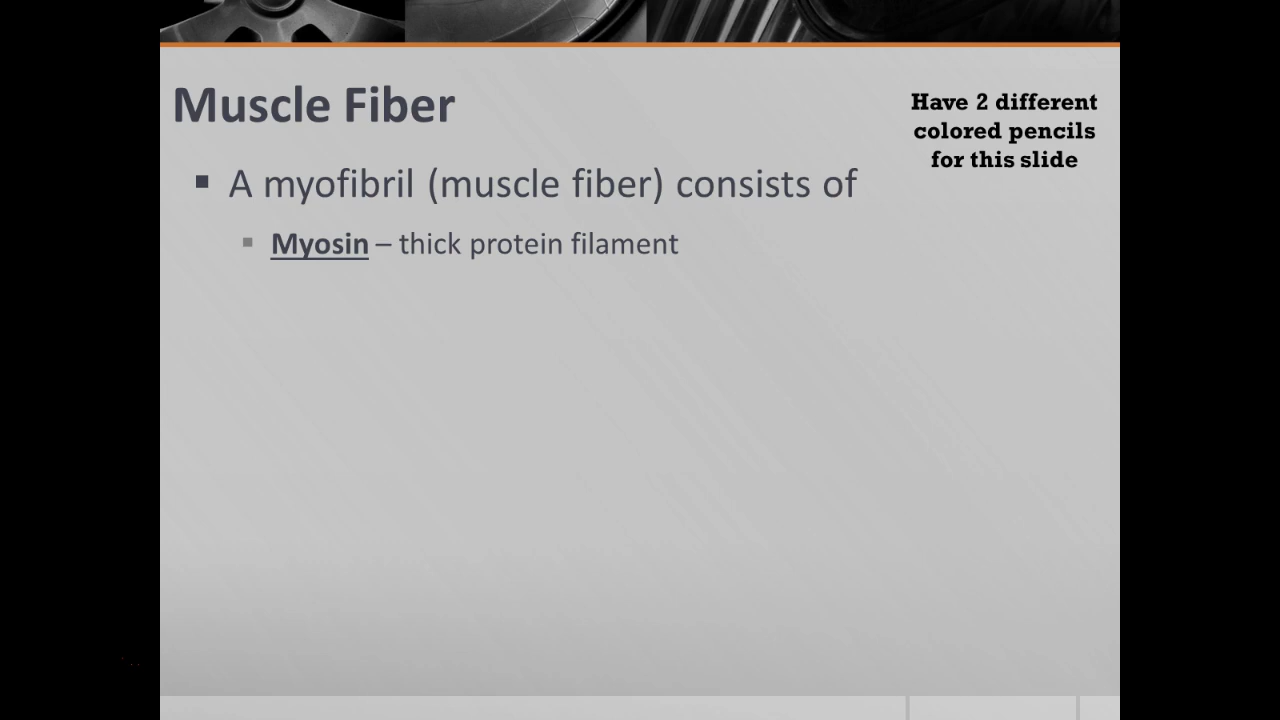 Muscle Fiber
Have 2 different
colored pencils
for this slide
A myofibril (muscle fiber) consists of
Myosin – thick protein filament